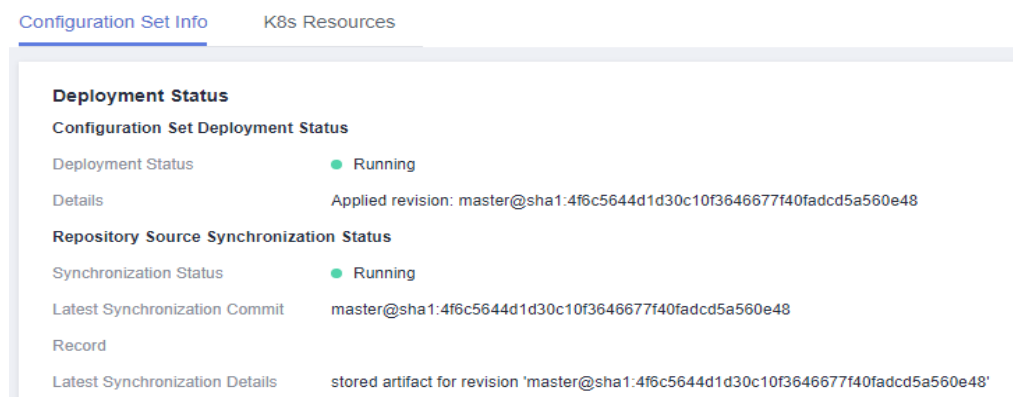 Configuration Set Info K8s Resources
Deployment Status
Configuration Set Deployment Status
Deployment Status Running
Details Applied revision: master@sha1:4f6c5644d1d30c10f3646677f40fadcd5a560e48
Repository Source Synchronization Status
Synchronization Status Running
Latest Synchronization Commit master@sha1:4f6c5644d1d30c10f3646677f40fadcd5a560e48
Record
Latest Synchronization Details stored artifact for revision 'master@sha1:4f6c5644d1d30c10f3646677f40fadcd5a560e48'